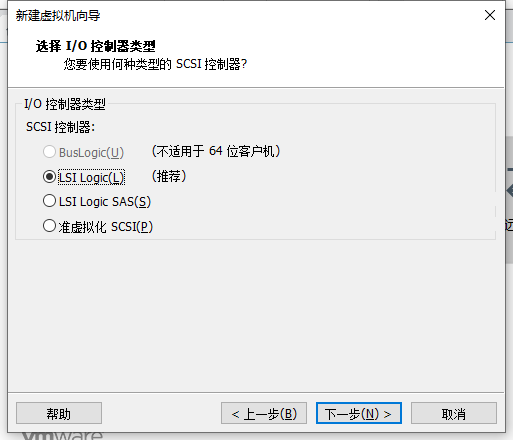 新建虚拟机向导
选择 I/O 控制器类型
您要使用何种类型的 SCSI 控制器?
I/O 控制器类型
SCSI 控制器:
BusLogic(U) (不适用于 64 位客户机)
LSI Logic(L) (推荐)
LSI Logic SAS(S)
准虚拟化 SCSI(P)
远
帮助 < 上一步(B) 下一步(N) > 取消
vmware